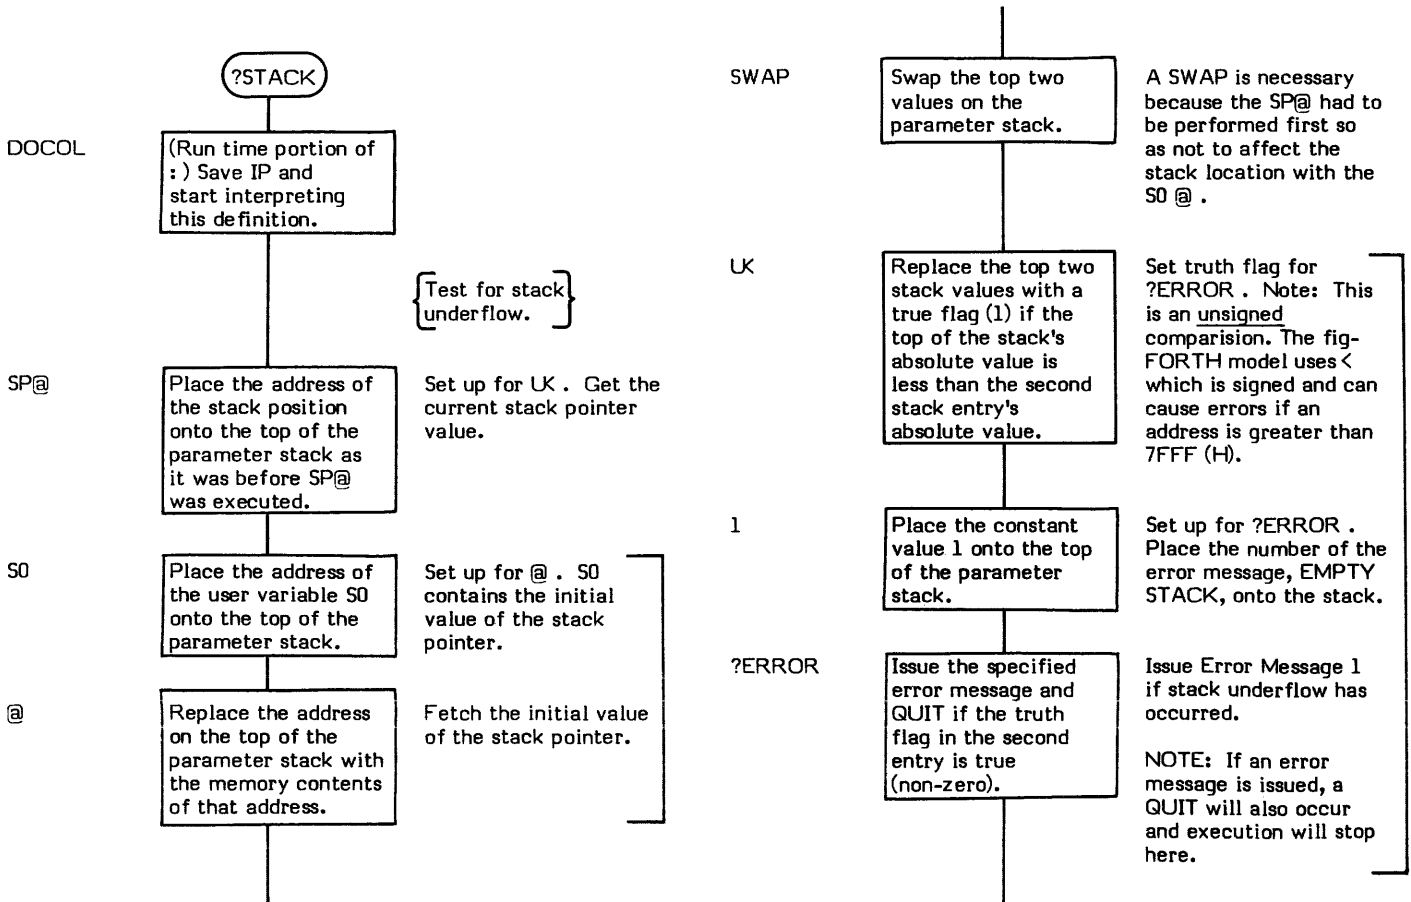 ?STACK
DOCOL
(Run time portion of
: ) Save IP and
start interpreting
this definition.
Test for stack
underflow.
SP@
Place the address of
the stack position
onto the top of the
parameter stack as
it was before SP@
was executed.
Set up for U< . Get the
current stack pointer
value.
S0
Place the address of
the user variable S0
onto the top of the
parameter stack.
Set up for @ . S0
contains the initial
value of the stack
pointer.
@
Replace the address
on the top of the
parameter stack with
the memory contents
of that address.
Fetch the initial value
of the stack pointer.
SWAP
Swap the top two
values on the
parameter stack.
A SWAP is necessary
because the SP@ had to
be performed first so
as not to affect the
stack location with the
S0 @ .
U<
Replace the top two
stack values with a
true flag (1) if the
top of the stack's
absolute value is
less than the second
stack entry's
absolute value.
Set truth flag for
?ERROR . Note: This
is an unsigned
comparision. The fig-
FORTH model uses <
which is signed and can
cause errors if an
address is greater than
7FFF (H).
1
Place the constant
value 1 onto the top
of the parameter
stack.
Set up for ?ERROR .
Place the number of the
error message, EMPTY
STACK, onto the stack.
?ERROR
Issue the specified
error message and
QUIT if the truth
flag in the second
entry is true
(non-zero).
Issue Error Message 1
if stack underflow has
occurred.
NOTE: If an error
message is issued, a
QUIT will also occur
and execution will stop
here.